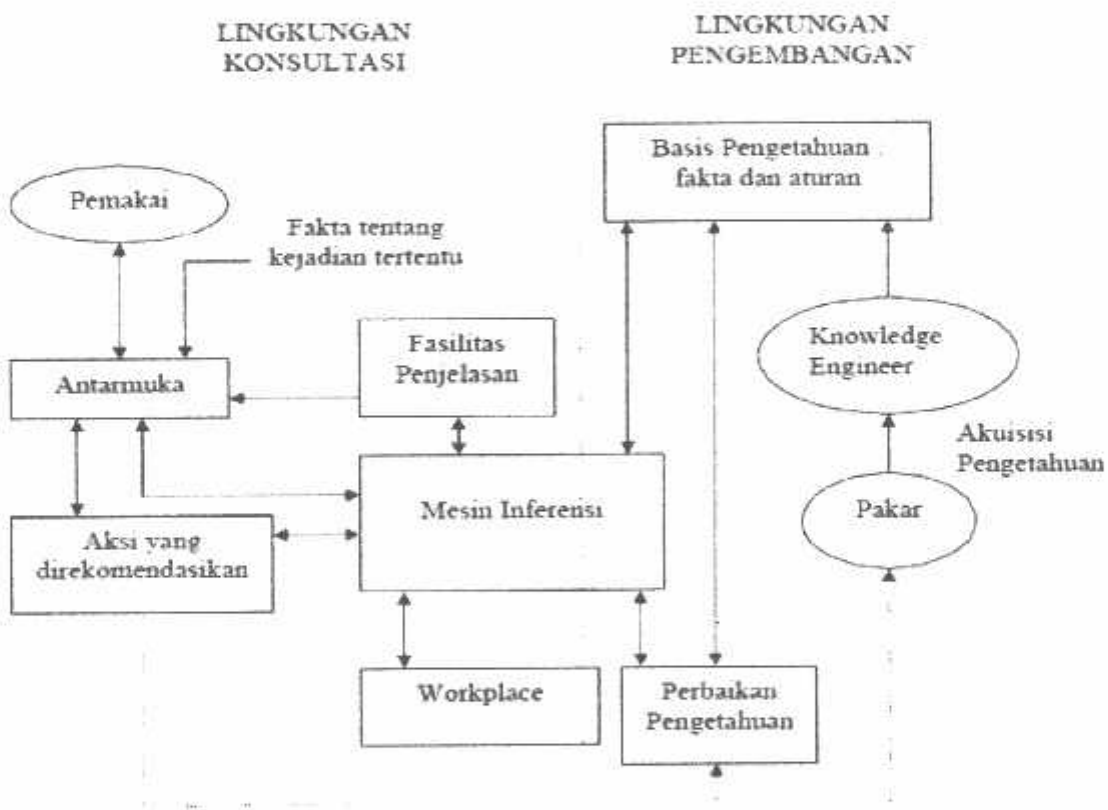 LINGKUNGAN
KONSULTASI
LINGKUNGAN
PENGEMBANGAN
Basis Pengetahuan
fakta dan aturan
Pemakai
Fakta tentang
kejadian tertentu
Fasilitas
Penjelasan
Knowledge
Engineer
Antarmuka
Akuisisi
Pengetahuan
Mesin Inferensi
Pakar
Aksi yang
direkomendasikan
Workplace
Perbaikan
Pengetahuan